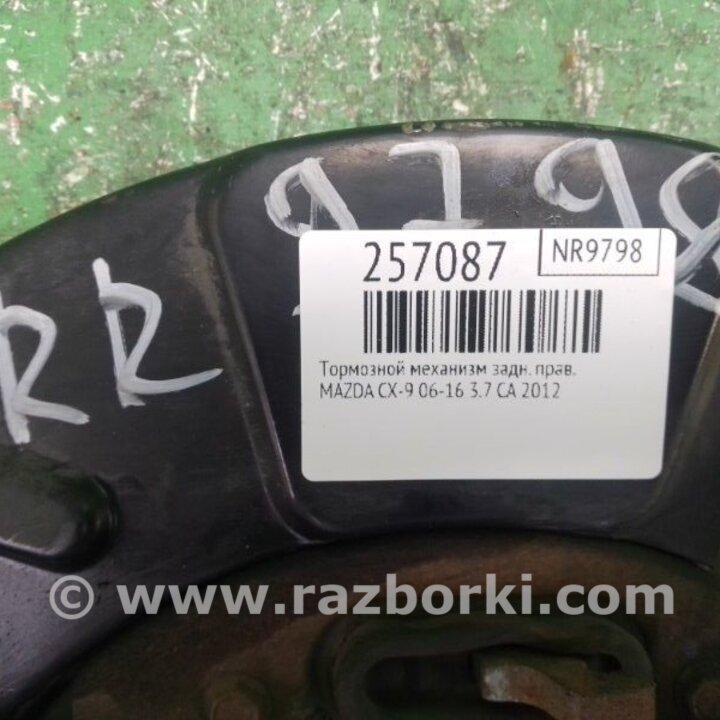 9798
RR
257087
NR9798
Тормозной механизм задн. прав.
MAZDA CX-9 06-16 3.7 CA 2012
© www.razborki.com